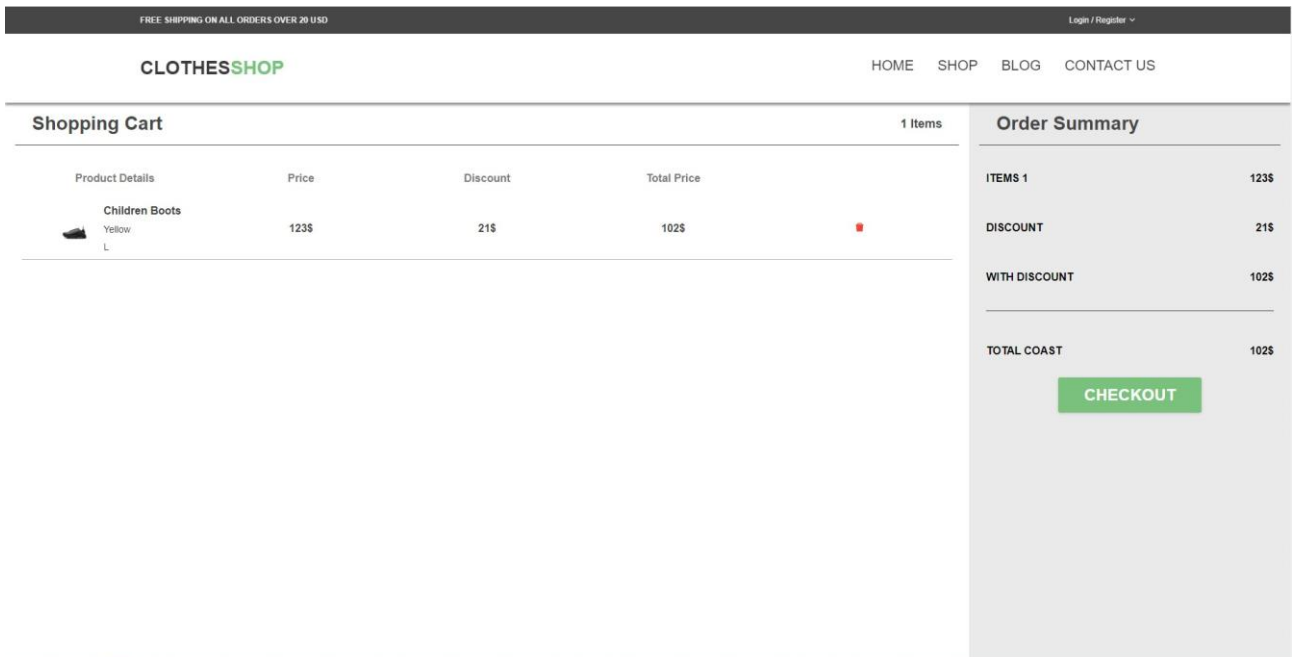 FREE SHIPPING ON ALL ORDERS OVER 20 USD
Login / Register
CLOTHESSHOP
HOME SHOP BLOG CONTACT US
Shopping Cart
1 Items
Product Details Price Discount Total Price
Children Boots
Yellow
L
123$ 21$ 102$
Order Summary
ITEMS 1 123$
DISCOUNT 21$
WITH DISCOUNT 102$
TOTAL COAST 102$
CHECKOUT